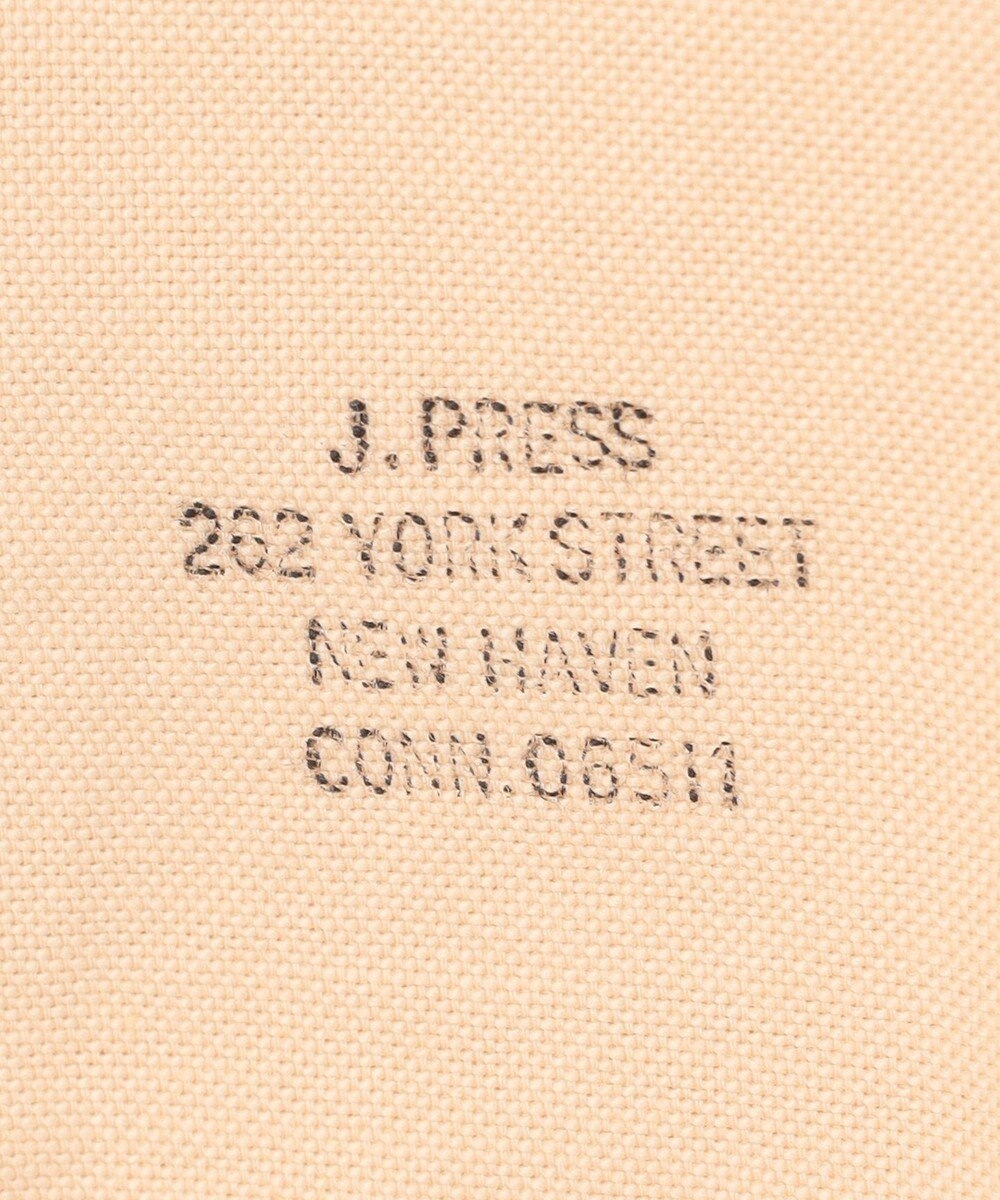 J. PRESS
262 YORK STREET
NEW HAVEN
CONN. 06511